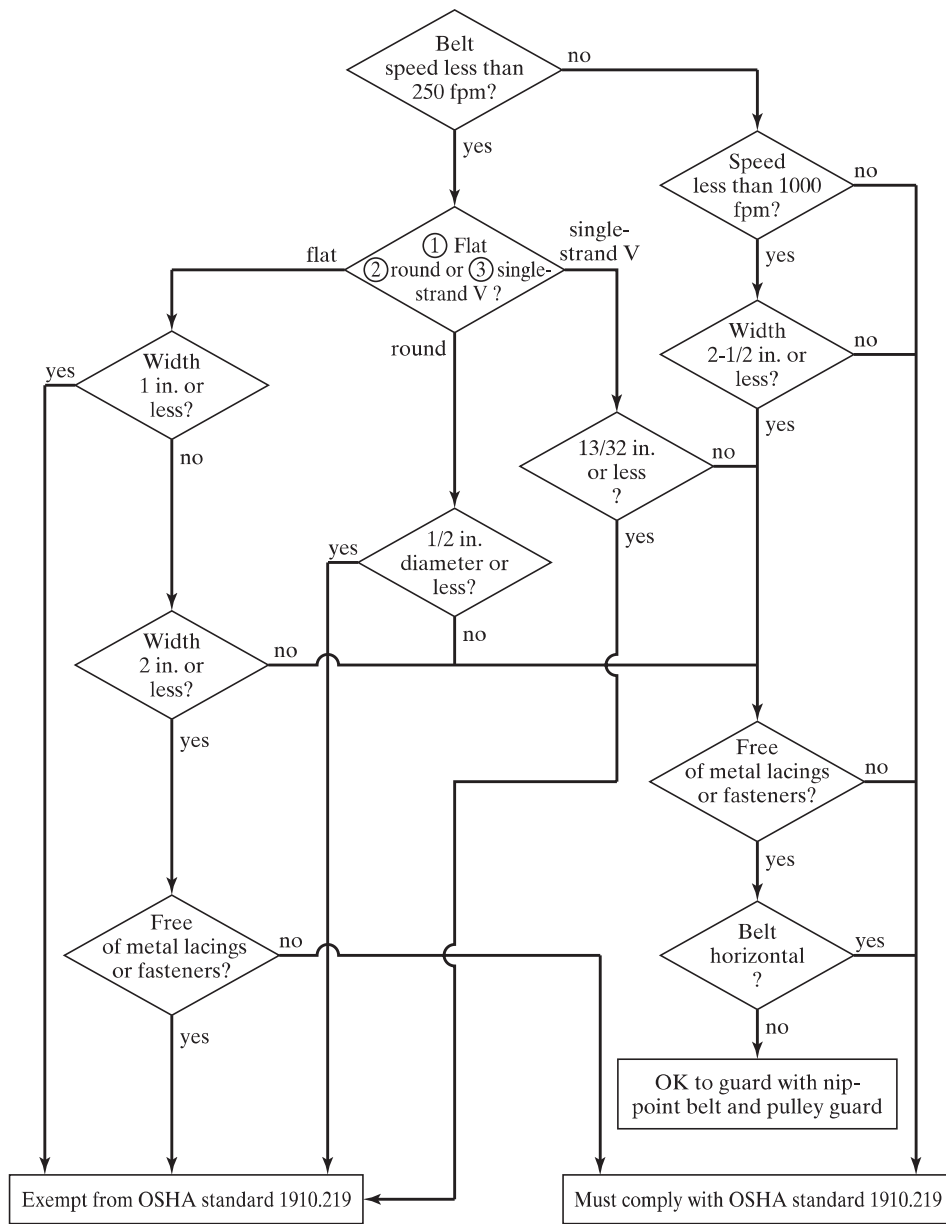 Belt
speed less than
250 fpm?
no
yes
Speed
less than 1000
fpm?
no
yes
flat
① Flat
② round or ③ single-
strand V ?
single-
strand V
round
Width
1 in. or
less?
yes
no
Width
2-1/2 in. or
less?
no
yes
13/32 in.
or less
?
no
yes
1/2 in.
diameter or
less?
yes
no
Width
2 in. or
less?
no
yes
Free
of metal lacings
or fasteners?
no
yes
Free
of metal lacings
or fasteners?
no
yes
Belt
horizontal
?
yes
no
OK to guard with nip-
point belt and pulley guard
Exempt from OSHA standard 1910.219
Must comply with OSHA standard 1910.219